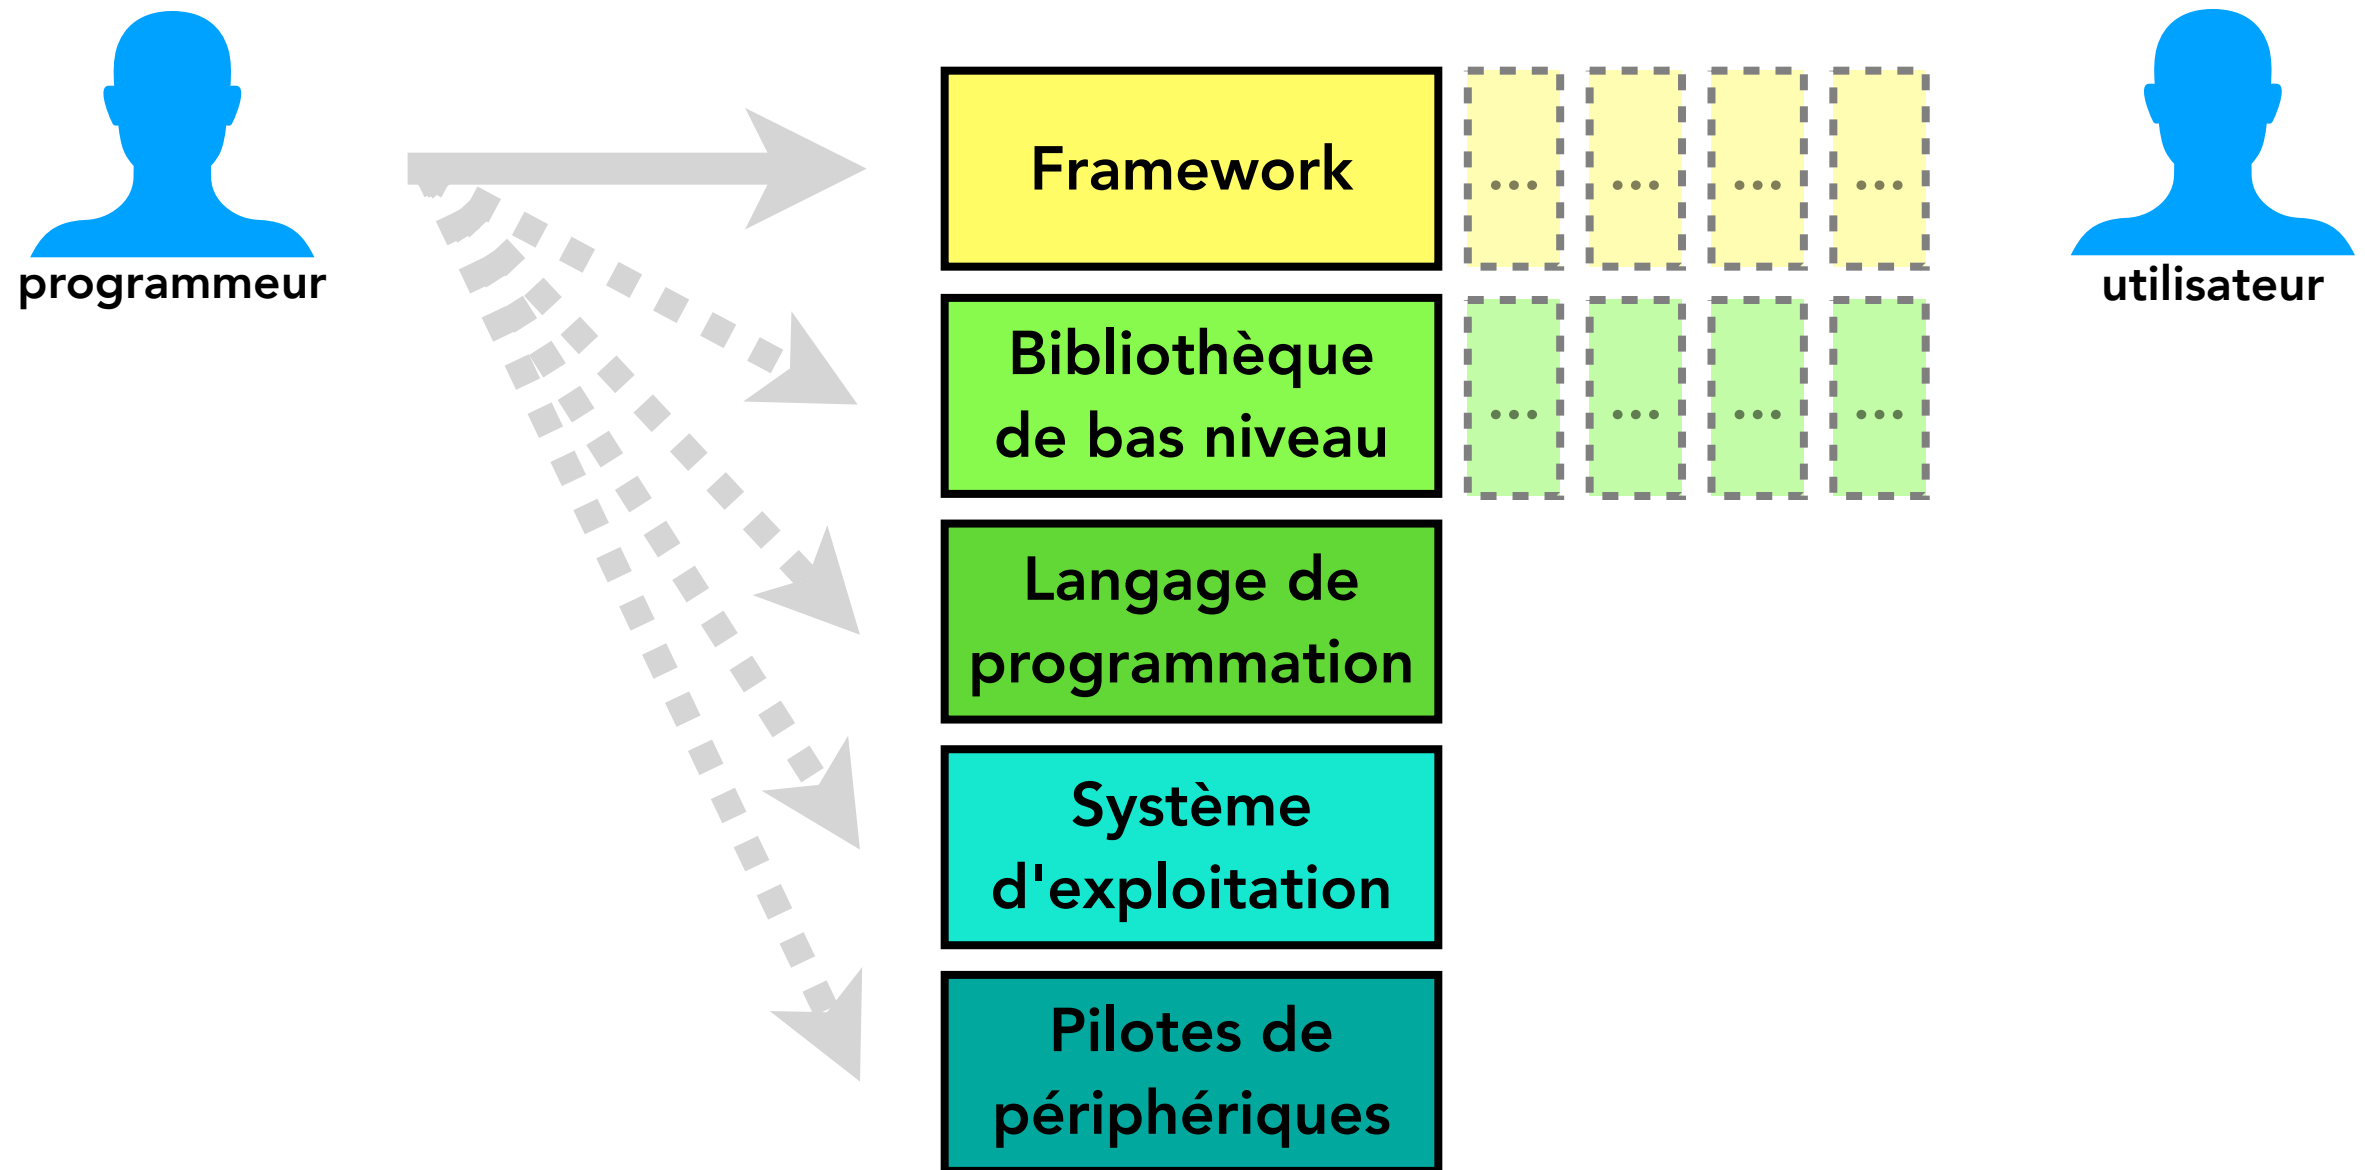 programmeur
utilisateur
Framework
... ... ... ...
Bibliothèque
de bas niveau
... ... ... ...
Langage de
programmation
Système
d'exploitation
Pilotes de
périphériques